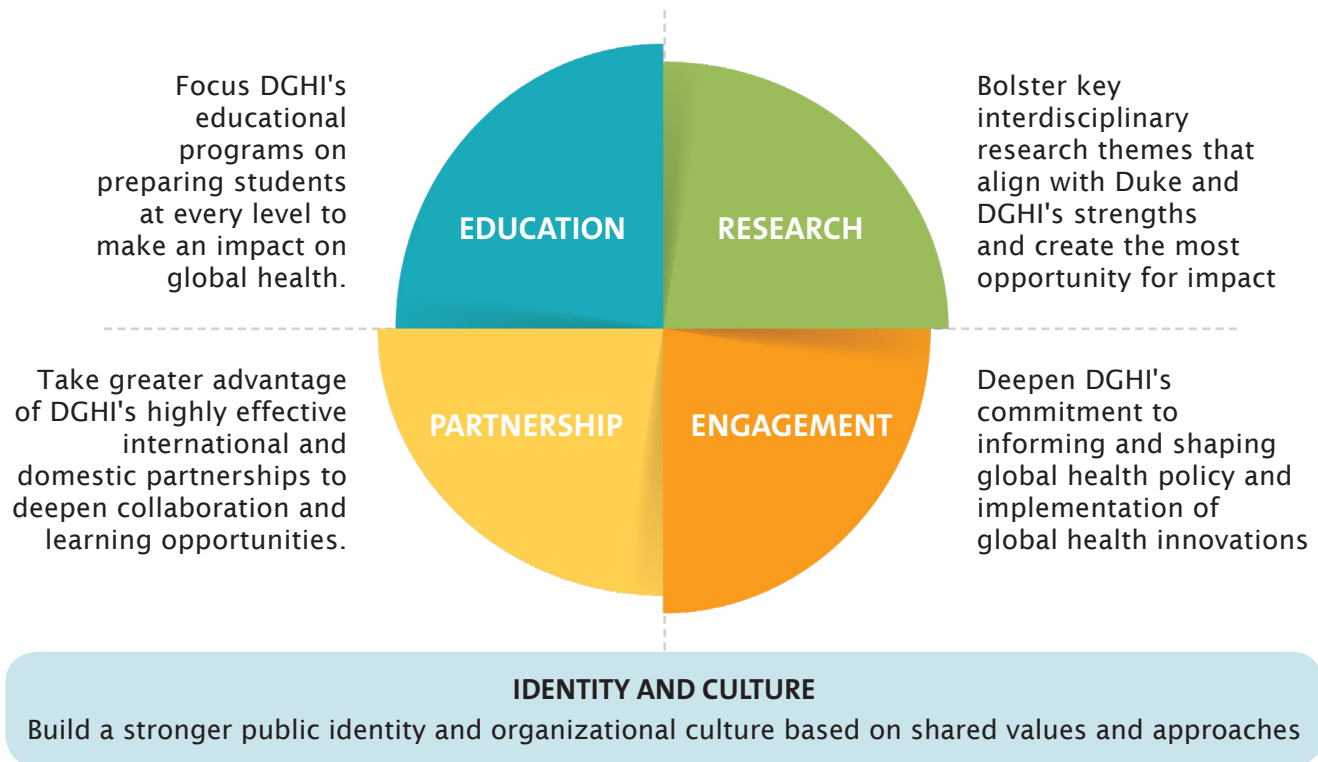 Focus DGHI's
educational
programs on
preparing students
at every level to
make an impact on
global health.
EDUCATION
RESEARCH
Bolster key
interdisciplinary
research themes that
align with Duke and
DGHI's strengths
and create the most
opportunity for impact
Take greater advantage
of DGHI's highly effective
international and
domestic partnerships to
deepen collaboration and
learning opportunities.
PARTNERSHIP
ENGAGEMENT
Deepen DGHI's
commitment to
informing and shaping
global health policy and
implementation of
global health innovations
IDENTITY AND CULTURE
Build a stronger public identity and organizational culture based on shared values and approaches